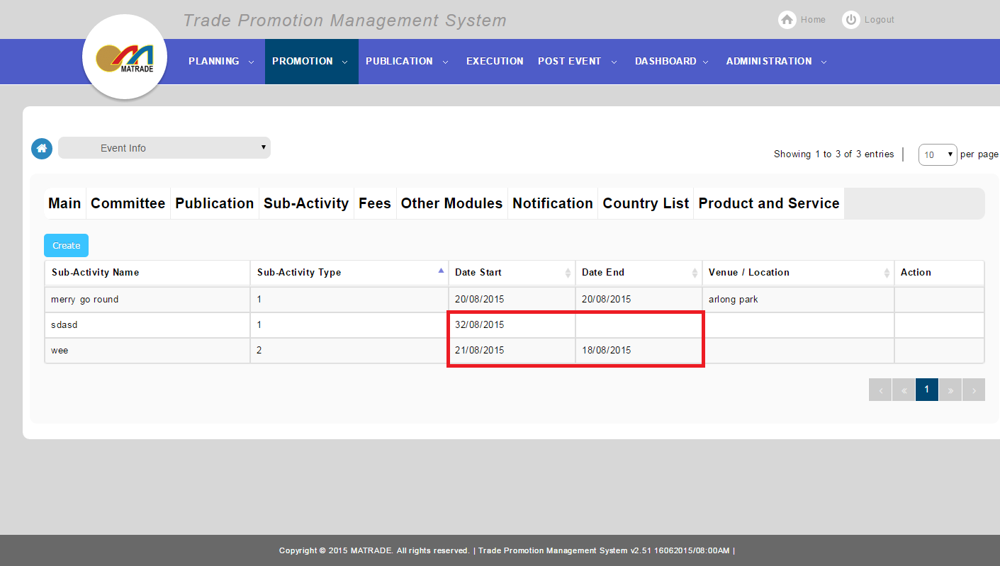 Trade Promotion Management System
Home Logout
MATRADE
PLANNING PROMOTION PUBLICATION EXECUTION POST EVENT DASHBOARD ADMINISTRATION
Event Info
Showing 1 to 3 of 3 entries | 10 per page
Main Committee Publication Sub-Activity Fees Other Modules Notification Country List Product and Service
Create
Sub-Activity Name Sub-Activity Type Date Start Date End Venue / Location Action
merry go round 1 20/08/2015 20/08/2015 arlong park
sdasd 1 32/08/2015
wee 2 21/08/2015 18/08/2015
‹ « 1 » ›
Copyright © 2015 MATRADE. All rights reserved. | Trade Promotion Management System v2.51 16062015/08:00AM |